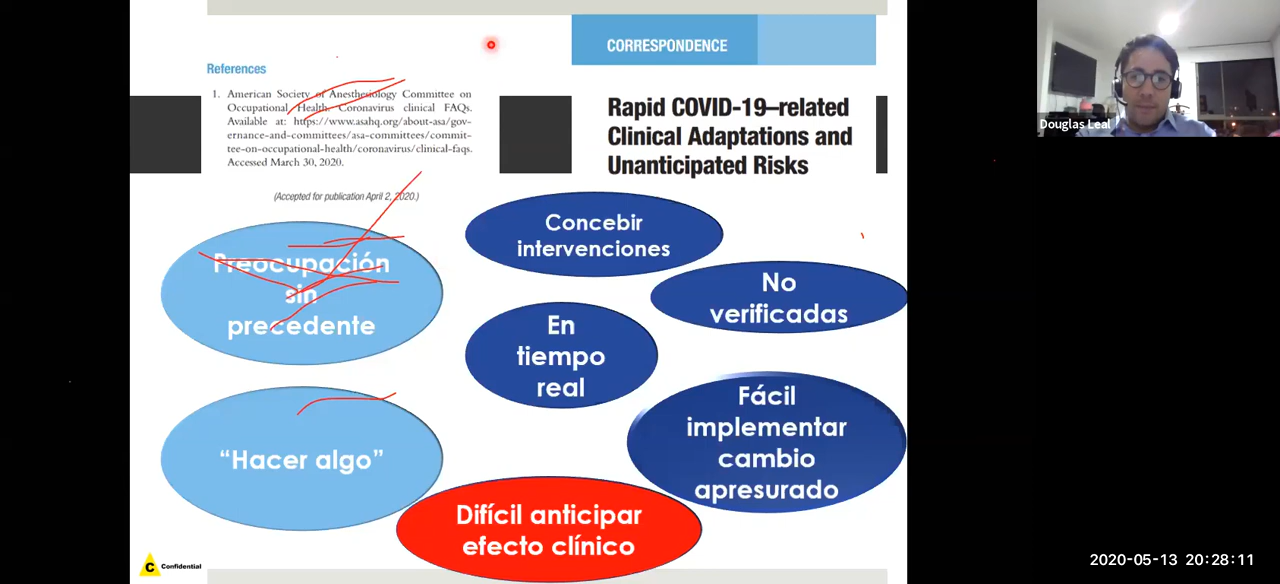 CORRESPONDENCE
References
1. American Society of Anesthesiology Committee on
Occupational Health. Coronavirus clinical FAQs.
Available at: https://www.asahq.org/about-asa/gov-
ernance-and-committees/asa-committees/commit-
tee-on-occupational-health/coronavirus/clinical-faqs.
Accessed March 30, 2020.
(Accepted for publication April 2, 2020.)
Rapid COVID-19–related
Clinical Adaptations and
Unanticipated Risks
Douglas Leal
Preocupación
sin
precedente
Concebir
intervenciones
No
verificadas
En
tiempo
real
"Hacer algo"
Fácil
implementar
cambio
apresurado
Difícil anticipar
efecto clínico
C
Confidential
2020-05-13 20:28:11